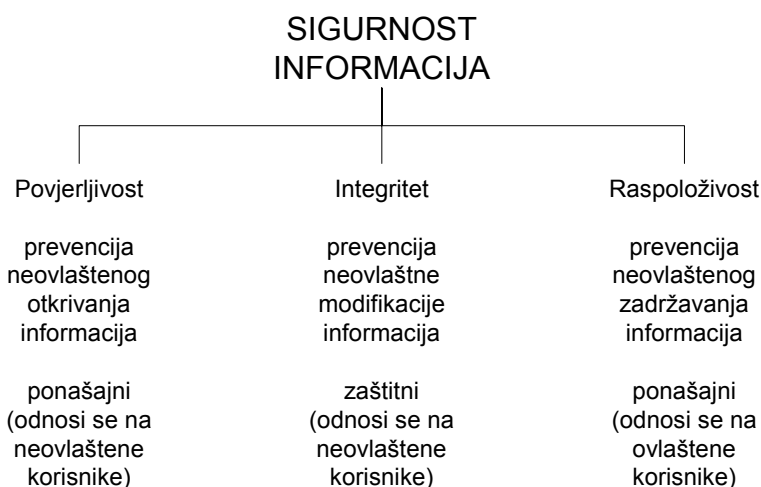 SIGURNOST
INFORMACIJA
Povjerljivost
prevencija
neovlaštenog
otkrivanja
informacija
ponašajni
(odnosi se na
neovlaštene
korisnike)
Integritet
prevencija
neovlaštne
modifikacije
informacija
zaštitni
(odnosi se na
neovlaštene
korisnike)
Raspoloživost
prevencija
neovlaštenog
zadržavanja
informacija
ponašajni
(odnosi se na
ovlaštene
korisnike)